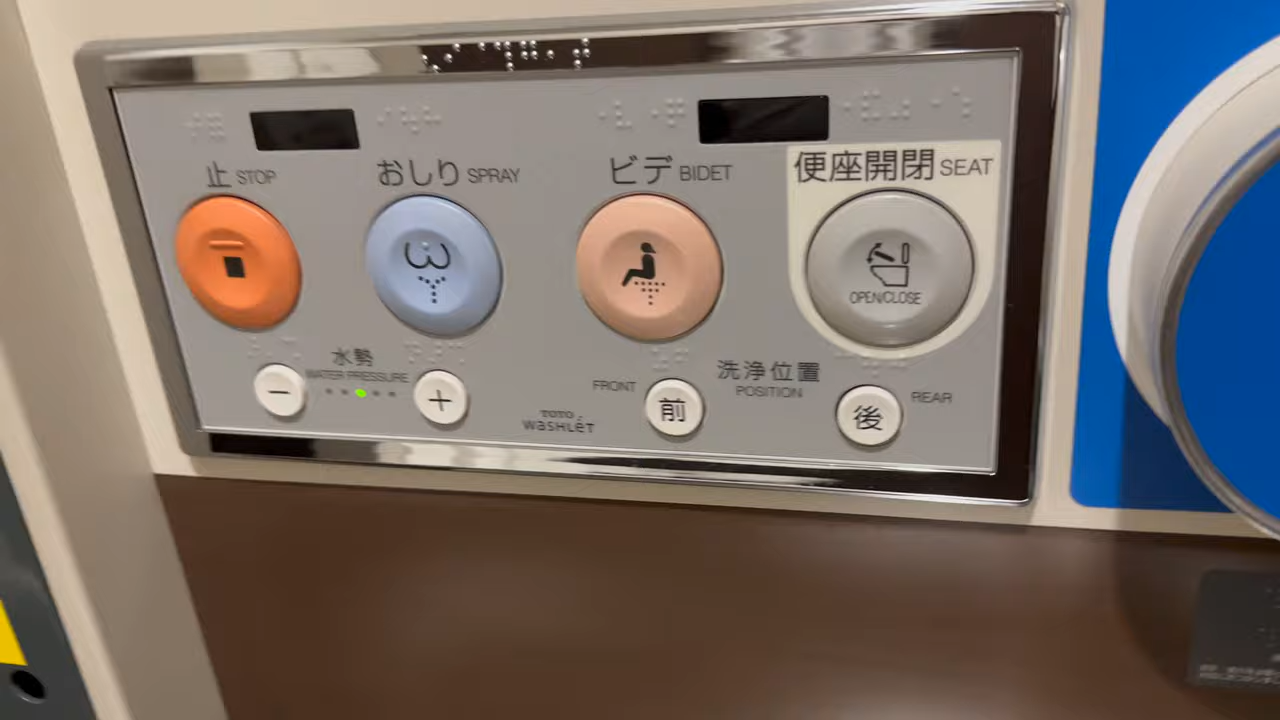 止 STOP
おしり SPRAY
ビデ BIDET
便座開閉 SEAT
OPEN/CLOSE
水勢
WATER PRESSURE
− +
FRONT 前
洗浄位置
POSITION
後 REAR
TOTO
WASHLET